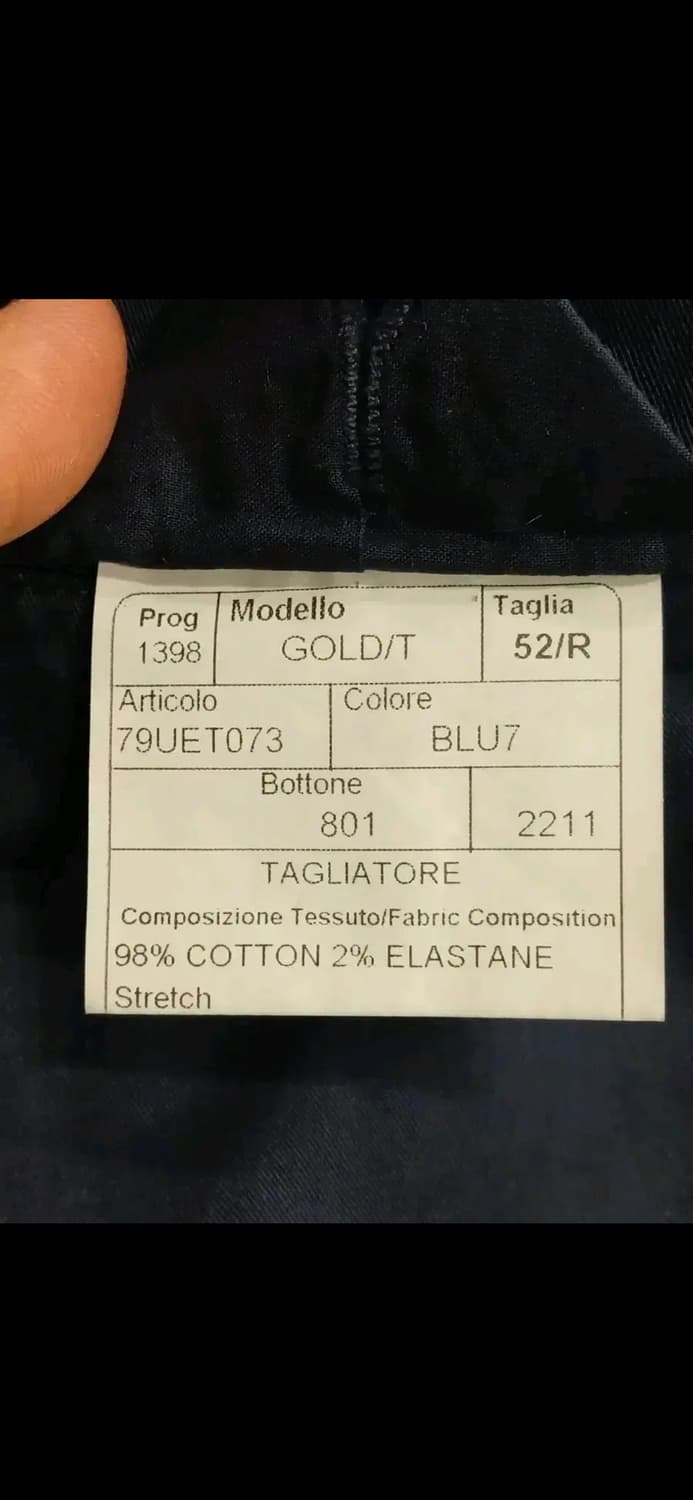 Prog Modello Taglia
1398 GOLD/T 52/R
Articolo Colore
79UET073 BLU7
Bottone
801 2211
TAGLIATORE
Composizione Tessuto/Fabric Composition
98% COTTON 2% ELASTANE
Stretch